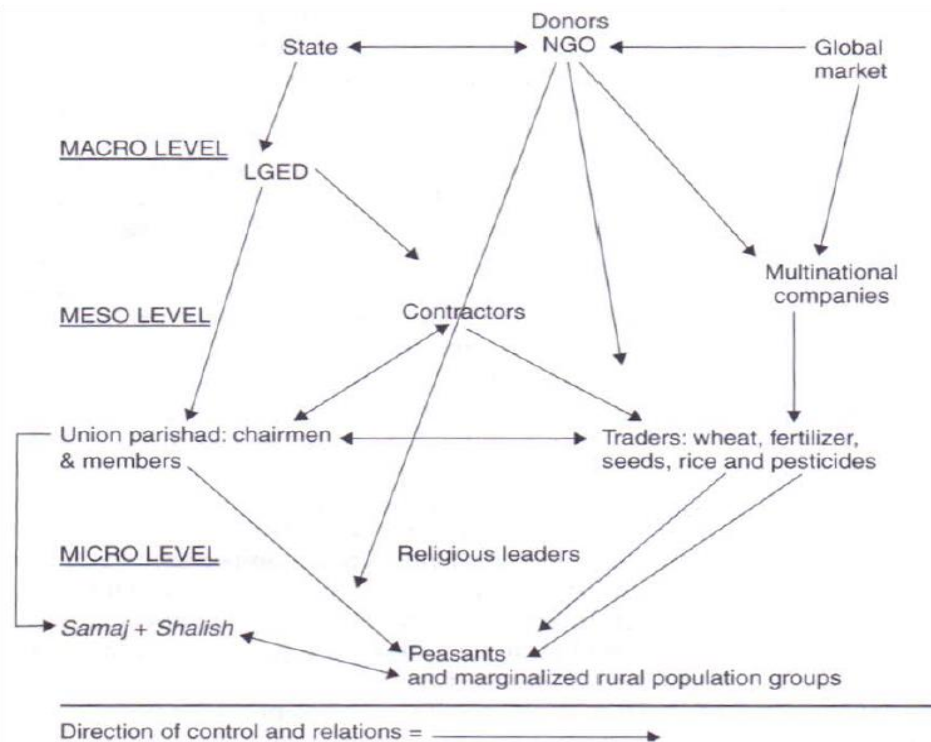 Donors
State
NGO
Global
market
MACRO LEVEL
LGED
Multinational
companies
MESO LEVEL
Contractors
Union parishad: chairmen
& members
Traders: wheat, fertilizer,
seeds, rice and pesticides
MICRO LEVEL
Religious leaders
Samaj + Shalish
Peasants
and marginalized rural population groups
Direction of control and relations =